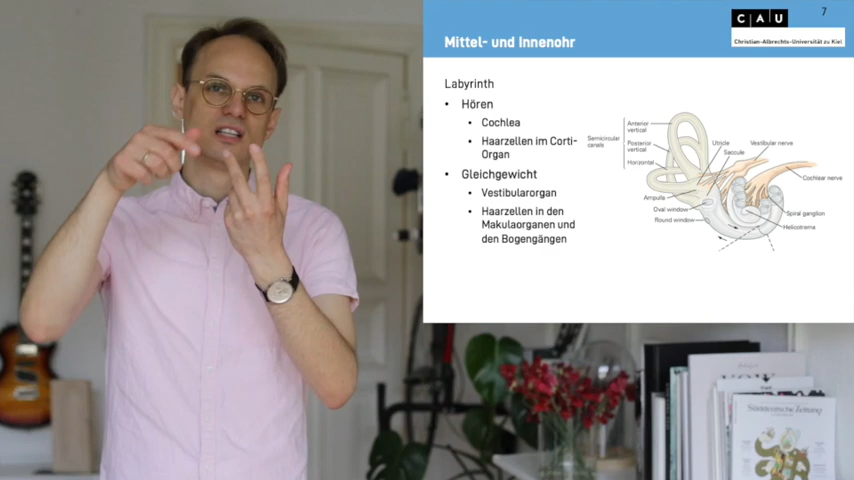 7
C A U
Christian-Albrechts-Universität zu Kiel
Mittel- und Innenohr
Labyrinth
• Hören
• Cochlea
• Haarzellen im Corti-
Organ
• Gleichgewicht
• Vestibularorgan
• Haarzellen in den
Makulaorganen und
den Bogengängen
Semicircular
canals
Anterior
vertical
Posterior
vertical
Horizontal
Utricle
Saccule
Vestibular nerve
Cochlear nerve
Ampulla
Oval window
Round window
Spiral ganglion
Helicotrema
Süddeutsche Zeitung